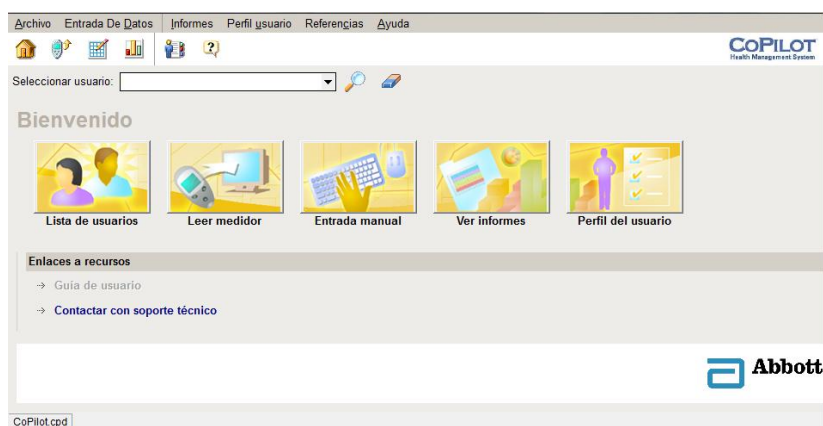 Archivo Entrada De Datos Informes Perfil usuario Referencias Ayuda
COPILOT
Health Management System
Seleccionar usuario:
Bienvenido
Lista de usuarios Leer medidor Entrada manual Ver informes Perfil del usuario
Enlaces a recursos
→ Guía de usuario
→ Contactar con soporte técnico
Abbott
CoPilot.cpd